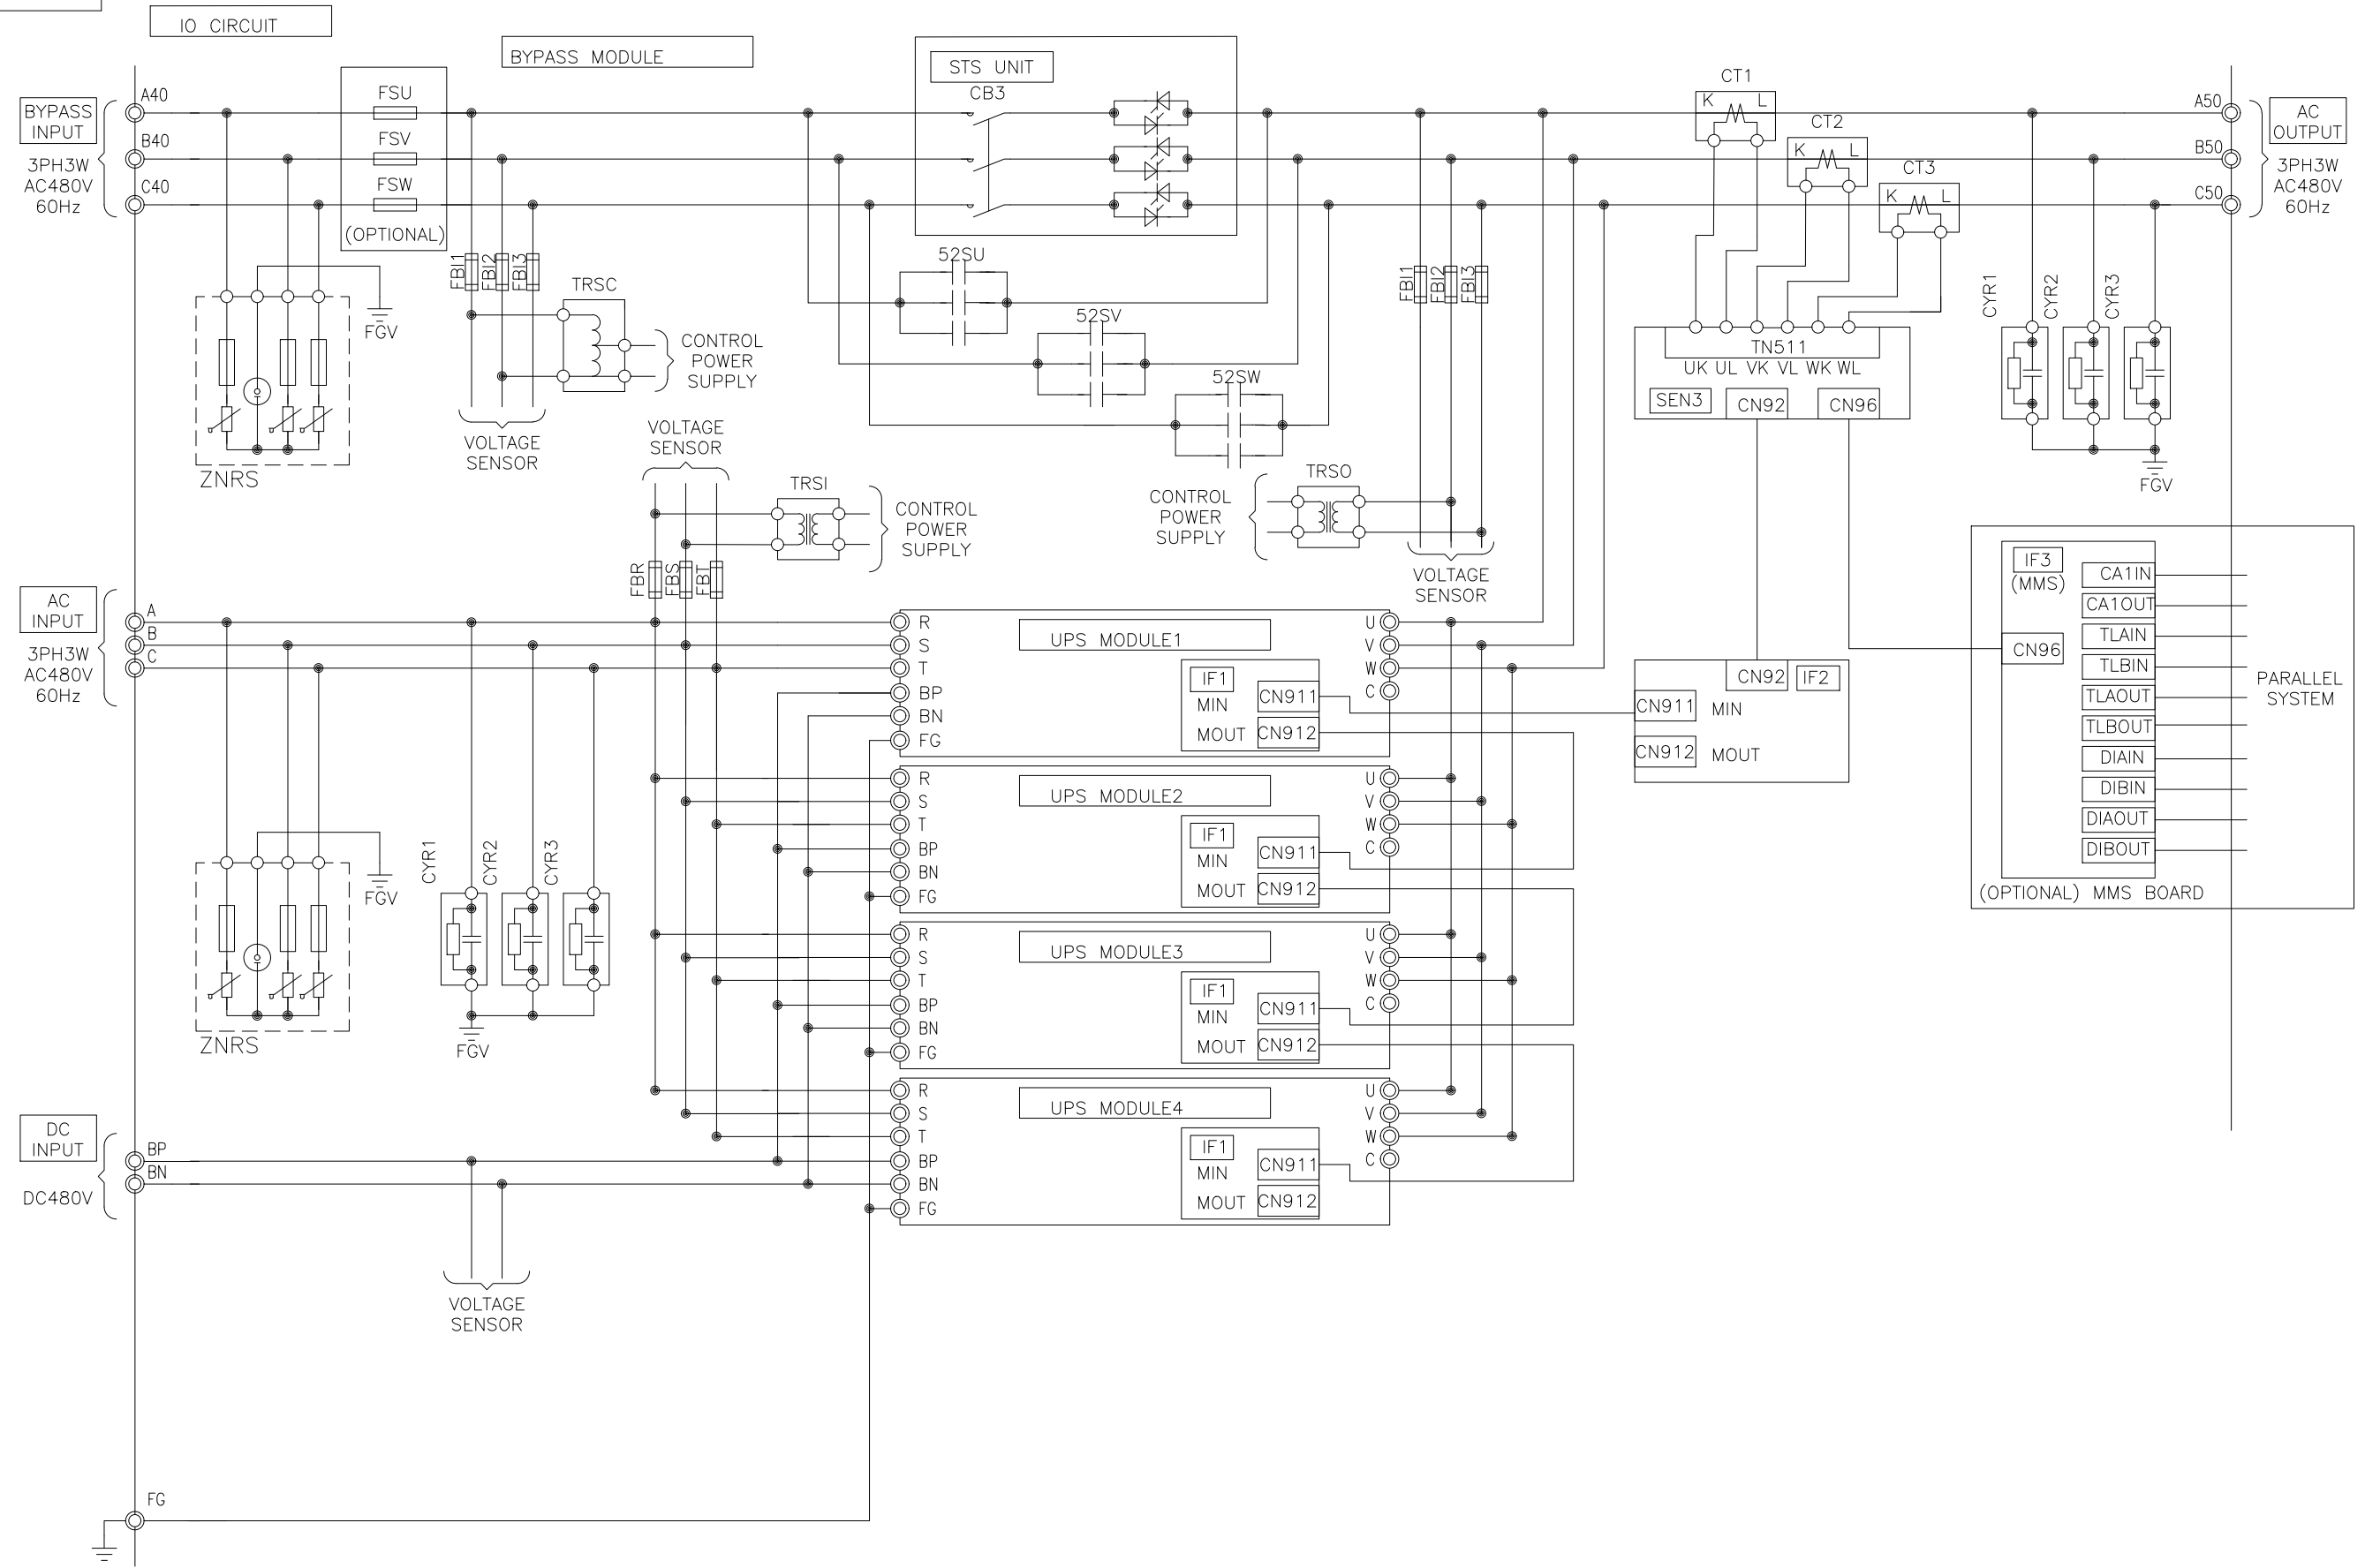 IO CIRCUIT
BYPASS MODULE
STS UNIT
BYPASS
INPUT
3PH3W
AC480V
60Hz
A40
B40
C40
FSU
FSV
FSW
(OPTIONAL)
CB3
CT1
K L
CT2
K L
CT3
K L
A50
B50
C50
AC
OUTPUT
3PH3W
AC480V
60Hz
FGV
ZNRS
FBI1
FBI2
FBI3
TRSC
CONTROL
POWER
SUPPLY
VOLTAGE
SENSOR
52SU
52SV
52SW
FBI1
FBI2
FBI3
TN511
UK UL VK VL WK WL
SEN3
CN92
CN96
CYR1
CYR2
CYR3
FGV
VOLTAGE
SENSOR
TRSI
CONTROL
POWER
SUPPLY
TRSO
CONTROL
POWER
SUPPLY
VOLTAGE
SENSOR
FBR
FBS
FBT
AC
INPUT
3PH3W
AC480V
60Hz
A
B
C
FGV
ZNRS
CYR1
CYR2
CYR3
FGV
UPS MODULE1
R
S
T
BP
BN
FG
IF1
MIN
MOUT
CN911
CN912
U
V
W
C
UPS MODULE2
R
S
T
BP
BN
FG
IF1
MIN
MOUT
CN911
CN912
U
V
W
C
UPS MODULE3
R
S
T
BP
BN
FG
IF1
MIN
MOUT
CN911
CN912
U
V
W
C
UPS MODULE4
R
S
T
BP
BN
FG
IF1
MIN
MOUT
CN911
CN912
U
V
W
C
CN92
IF2
CN911 MIN
CN912 MOUT
IF3
(MMS)
CN96
CA1IN
CA1OUT
TLAIN
TLBIN
TLAOUT
TLBOUT
DIAIN
DIBIN
DIAOUT
DIBOUT
PARALLEL
SYSTEM
(OPTIONAL) MMS BOARD
DC
INPUT
DC480V
BP
BN
VOLTAGE
SENSOR
FG